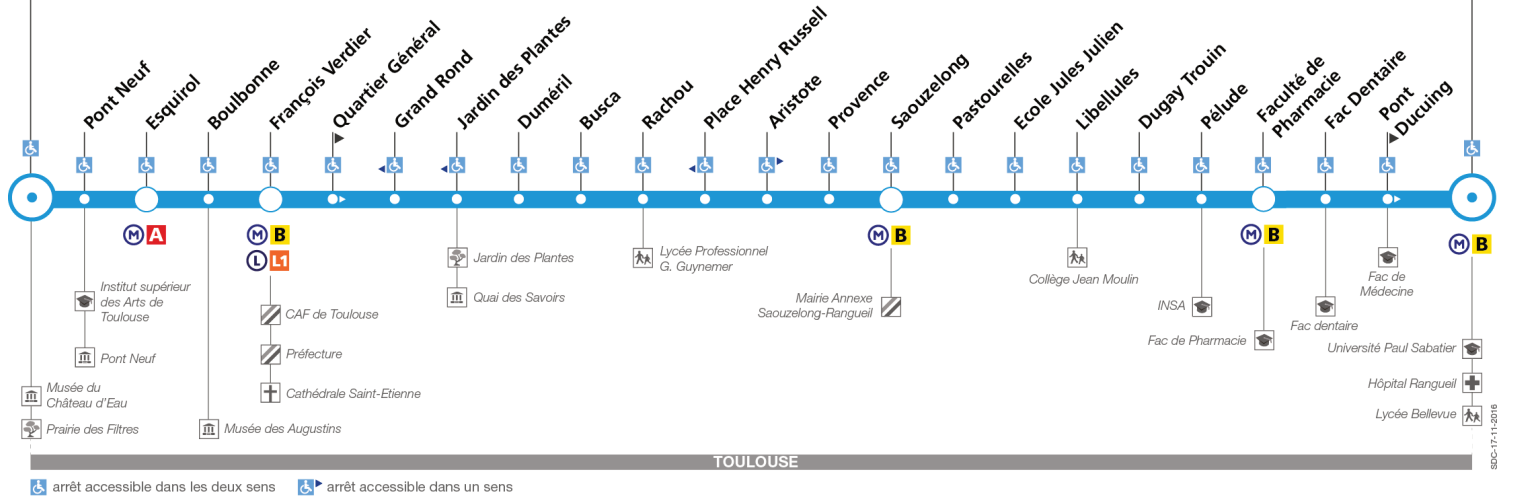 Pont Neuf
Esquirol
Boulbonne
François Verdier
Quartier Général
Grand Rond
Jardin des Plantes
Duméril
Busca
Rachou
Place Henry Russell
Aristote
Provence
Saouzelong
Pastourelles
Ecole Jules Julien
Libellules
Dugay Trouin
Pélude
Faculté de
Pharmacie
Fac Dentaire
Pont
Ducuing
M A
M B
L L1
M B
M B
M B
Institut supérieur
des Arts de
Toulouse
Pont Neuf
Musée du
Château d'Eau
Prairie des Filtres
Musée des Augustins
CAF de Toulouse
Préfecture
Cathédrale Saint-Etienne
Jardin des Plantes
Quai des Savoirs
Lycée Professionnel
G. Guynemer
Mairie Annexe
Saouzelong-Rangueil
Collège Jean Moulin
INSA
Fac de Pharmacie
Fac dentaire
Fac de
Médecine
Université Paul Sabatier
Hôpital Rangueil
Lycée Bellevue
SDC-17-11-2016
TOULOUSE
arrêt accessible dans les deux sens
arrêt accessible dans un sens